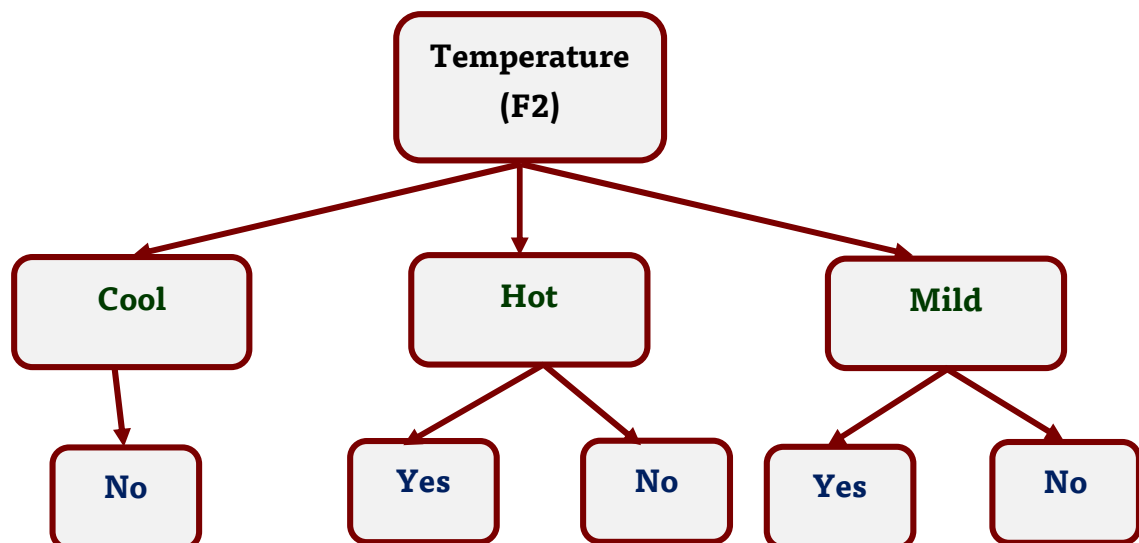 Temperature
(F2)
Cool
Hot
Mild
No
Yes
No
Yes
No